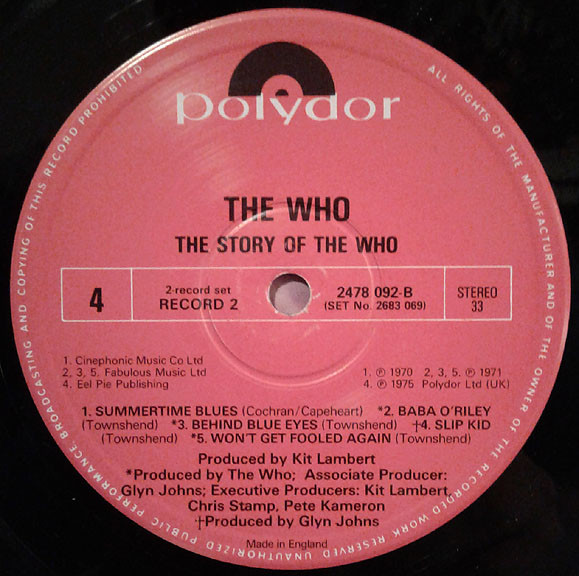 polydor
THE WHO
THE STORY OF THE WHO
4
2-record set
RECORD 2
2478 092-B
(SET No. 2683 069)
STEREO
33
1. Cinephonic Music Co Ltd
2, 3, 5. Fabulous Music Ltd
4. Eel Pie Publishing
1. ℗ 1970 2, 3, 5. ℗ 1971
4. ℗ 1975 Polydor Ltd (UK)
1. SUMMERTIME BLUES (Cochran/Capeheart) *2. BABA O'RILEY
(Townshend) *3. BEHIND BLUE EYES (Townshend) †4. SLIP KID
(Townshend) *5. WON'T GET FOOLED AGAIN (Townshend)
Produced by Kit Lambert
*Produced by The Who; Associate Producer:
Glyn Johns; Executive Producers: Kit Lambert
Chris Stamp, Pete Kameron
†Produced by Glyn Johns
Made in England
ALL RIGHTS OF THE MANUFACTURER AND OF THE OWNER OF THE RECORDED WORK RESERVED UNAUTHORIZED PUBLIC PERFORMANCE BROADCASTING AND COPYING OF THIS RECORD PROHIBITED